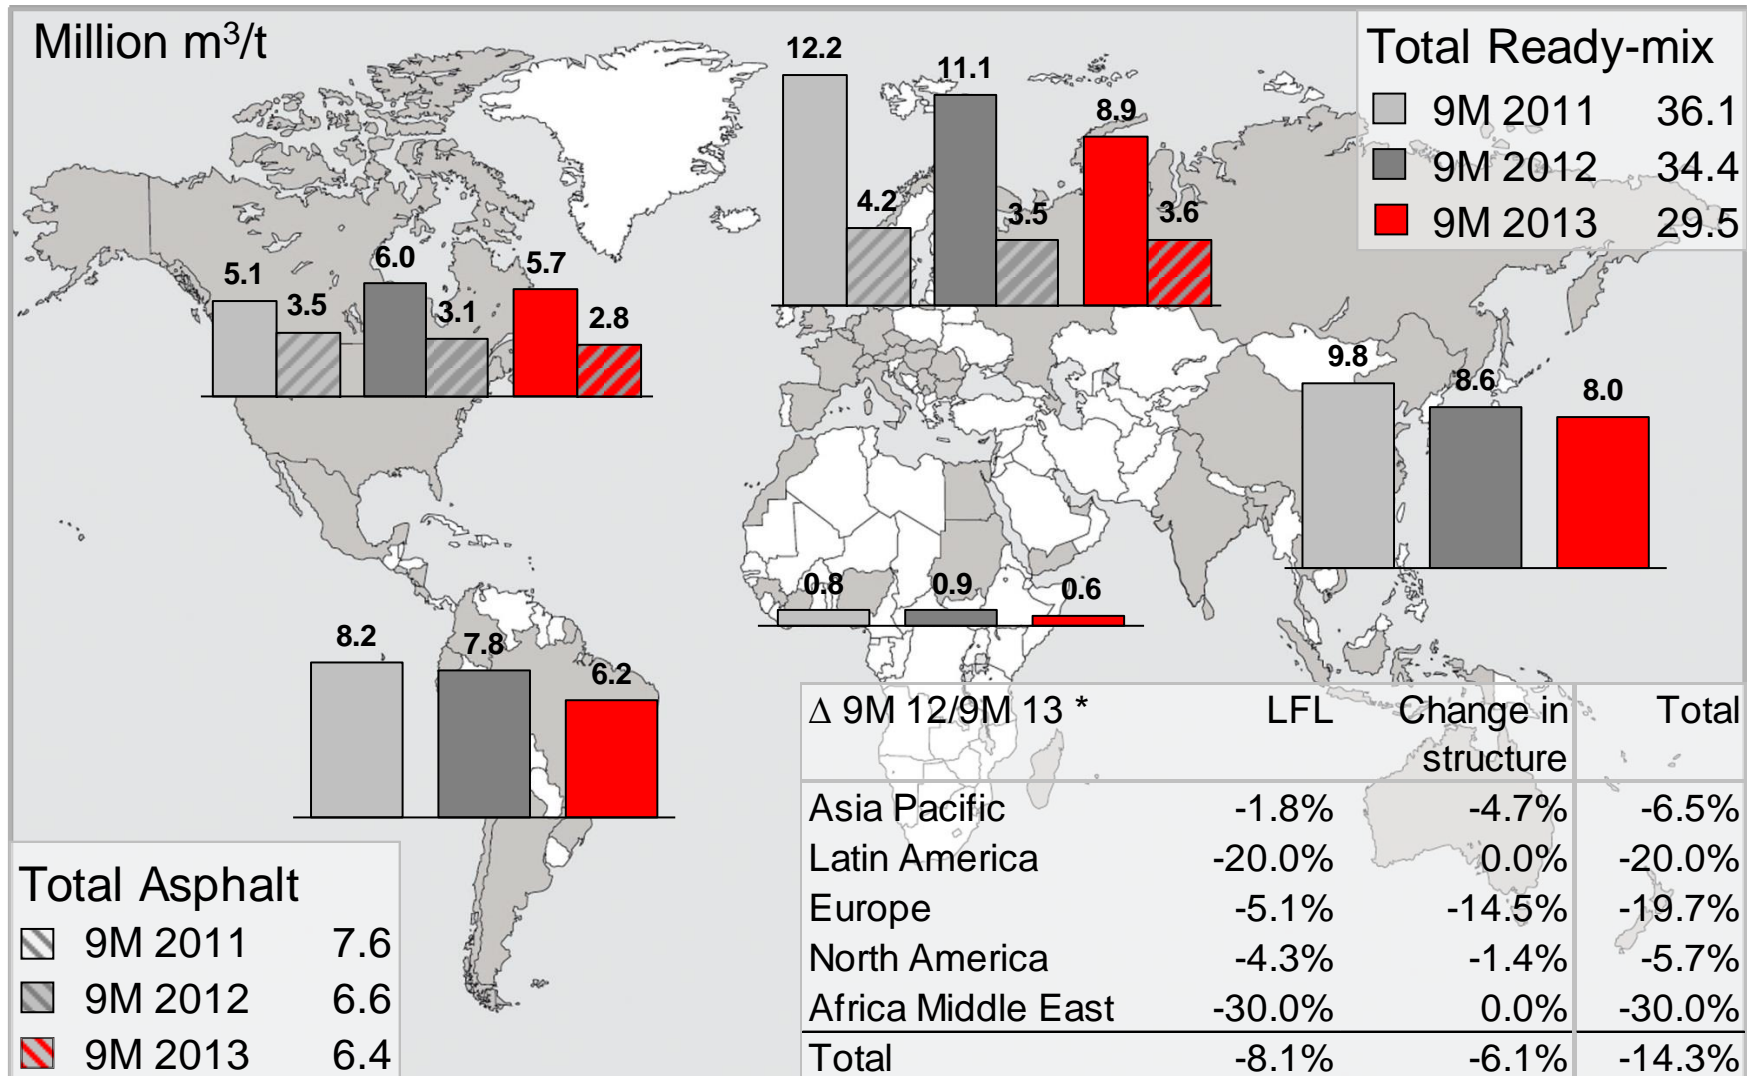 Million m³/t
Total Ready-mix
9M 2011 36.1
9M 2012 34.4
9M 2013 29.5
12.2
11.1
8.9
4.2
3.5
3.6
5.1
6.0
5.7
3.5
3.1
2.8
9.8
8.6
8.0
0.8
0.9
0.6
8.2
7.8
6.2
Total Asphalt
9M 2011 7.6
9M 2012 6.6
9M 2013 6.4
Δ 9M 12/9M 13 * LFL Change in Total
structure
Asia Pacific -1.8% -4.7% -6.5%
Latin America -20.0% 0.0% -20.0%
Europe -5.1% -14.5% -19.7%
North America -4.3% -1.4% -5.7%
Africa Middle East -30.0% 0.0% -30.0%
Total -8.1% -6.1% -14.3%